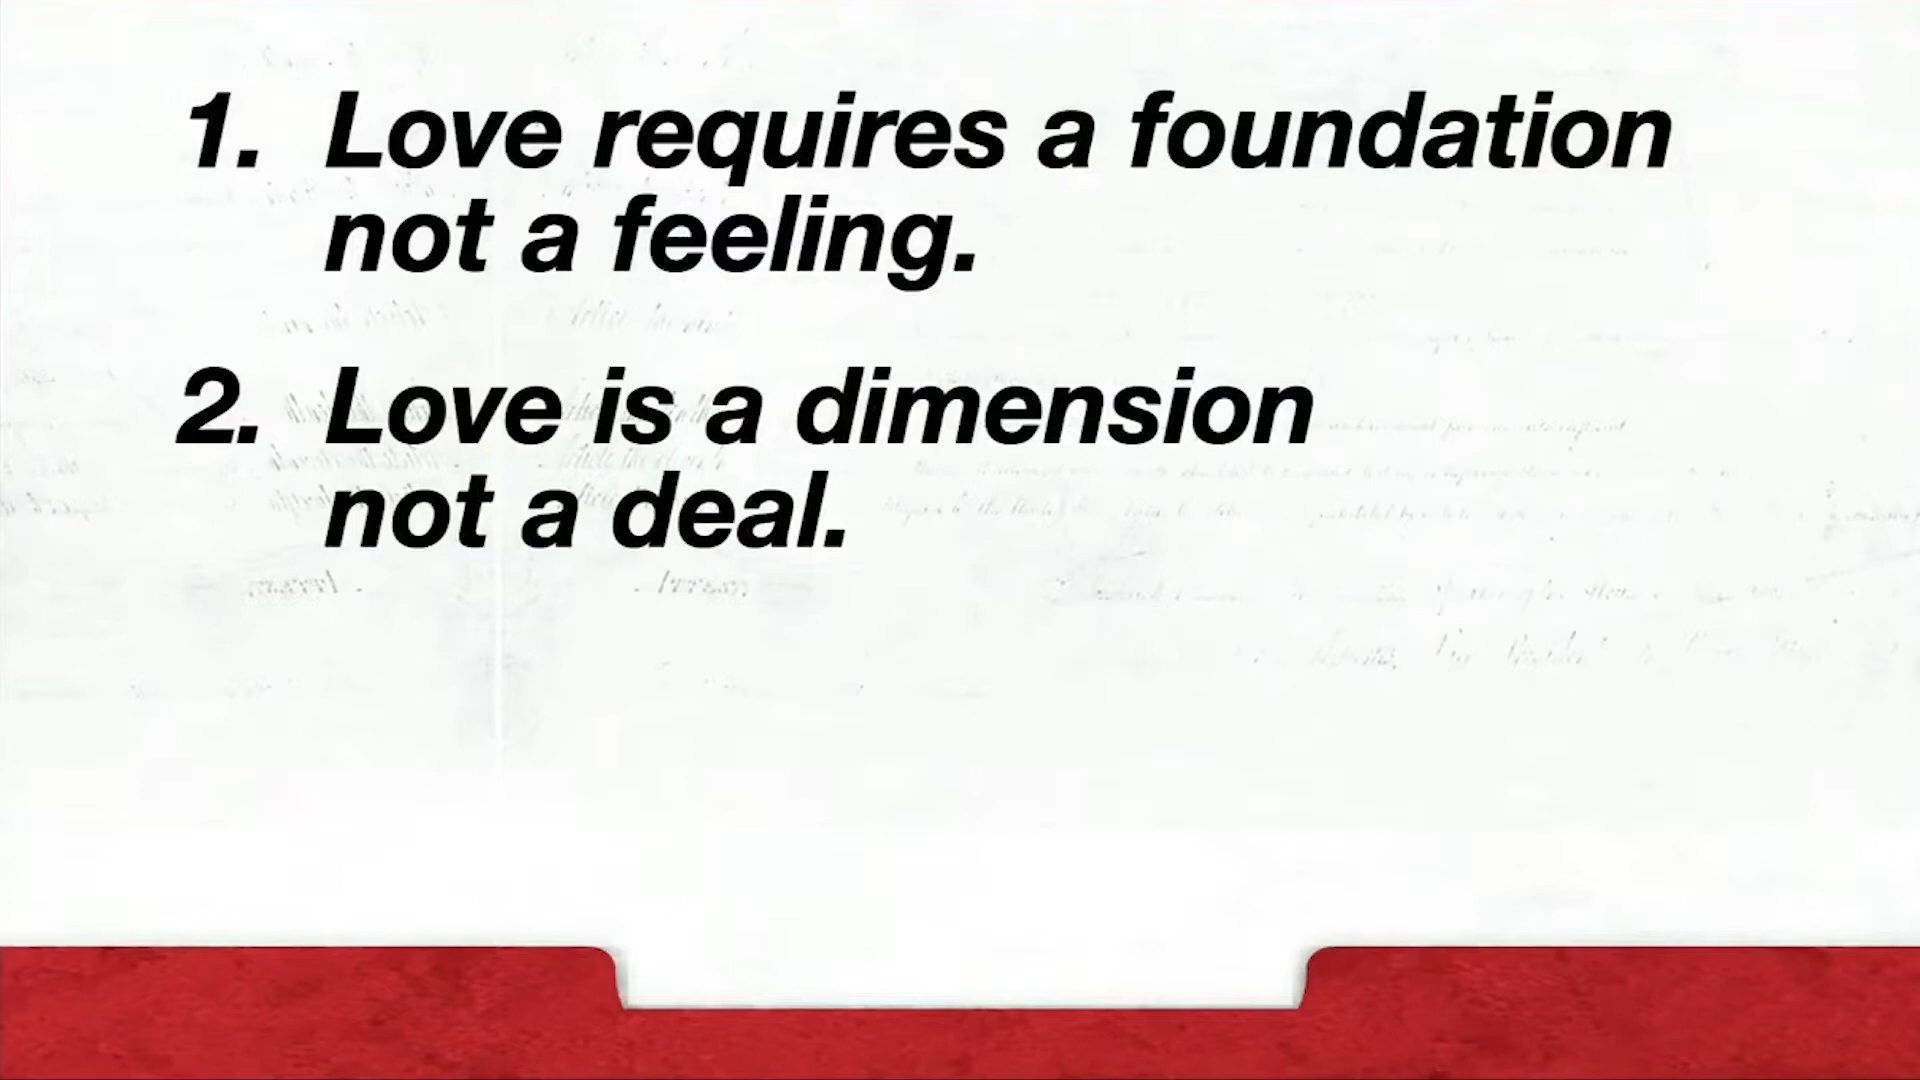 1. Love requires a foundation
not a feeling.
2. Love is a dimension
not a deal.